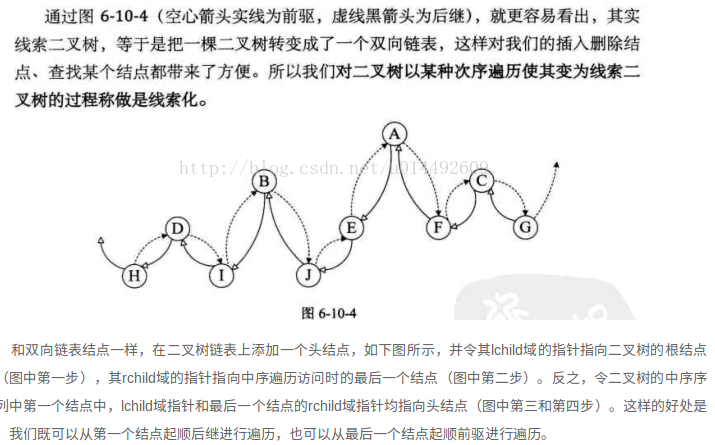 通过图 6-10-4（空心箭头实线为前驱，虚线黑箭头为后继），就更容易看出，其实
线索二叉树，等于是把一棵二叉树转变成了一个双向链表，这样对我们的插入删除结
点、查找某个结点都带来了方便。所以我们对二叉树以某种次序遍历使其变为线索二
叉树的过程称做是线索化。
http://blog.csdn.net/u014492609
A
B
C
D
E
F
G
H
I
J
图 6-10-4
和双向链表结点一样，在二叉树链表上添加一个头结点，如下图所示，并令其lchild域的指针指向二叉树的根结点
（图中第一步），其rchild域的指针指向中序遍历访问时的最后一个结点（图中第二步）。反之，令二叉树的中序序
列中第一个结点中，lchild域指针和最后一个结点的rchild域指针均指向头结点（图中第三和第四步）。这样的好处是
我们既可以从第一个结点起顺后继进行遍历，也可以从最后一个结点起顺前驱进行遍历。